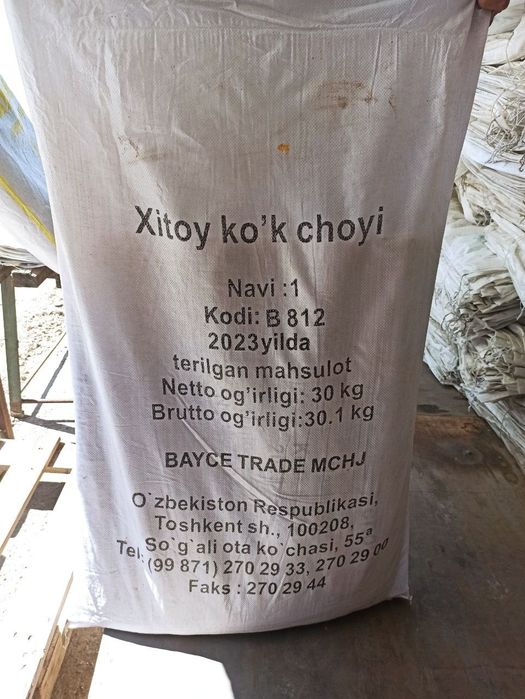 Xitoy ko'k choyi
Navi :1
Kodi: B 812
2023yilda
terilgan mahsulot
Netto og'irligi: 30 kg
Brutto og'irligi:30.1 kg
BAYCE TRADE MCHJ
O`zbekiston Respublikasi,
Toshkent sh., 100208,
So`g`ali ota ko`chasi, 55ª
Tel: (99 871) 270 29 33, 270 29 00
Faks : 270 29 44